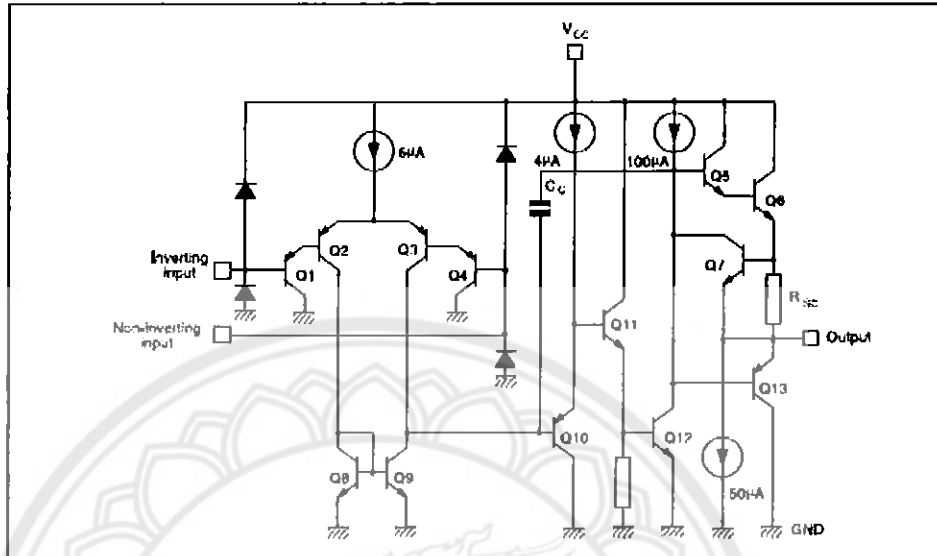 Vcc
6µA
4µA
100µA
Cc
Q5
Q6
Q2
Q3
Q7
Inverting
input
Q1
Q4
Rsc
Non-inverting
input
Q11
Output
Q13
Q10
Q12
Q8
Q9
50µA
GND